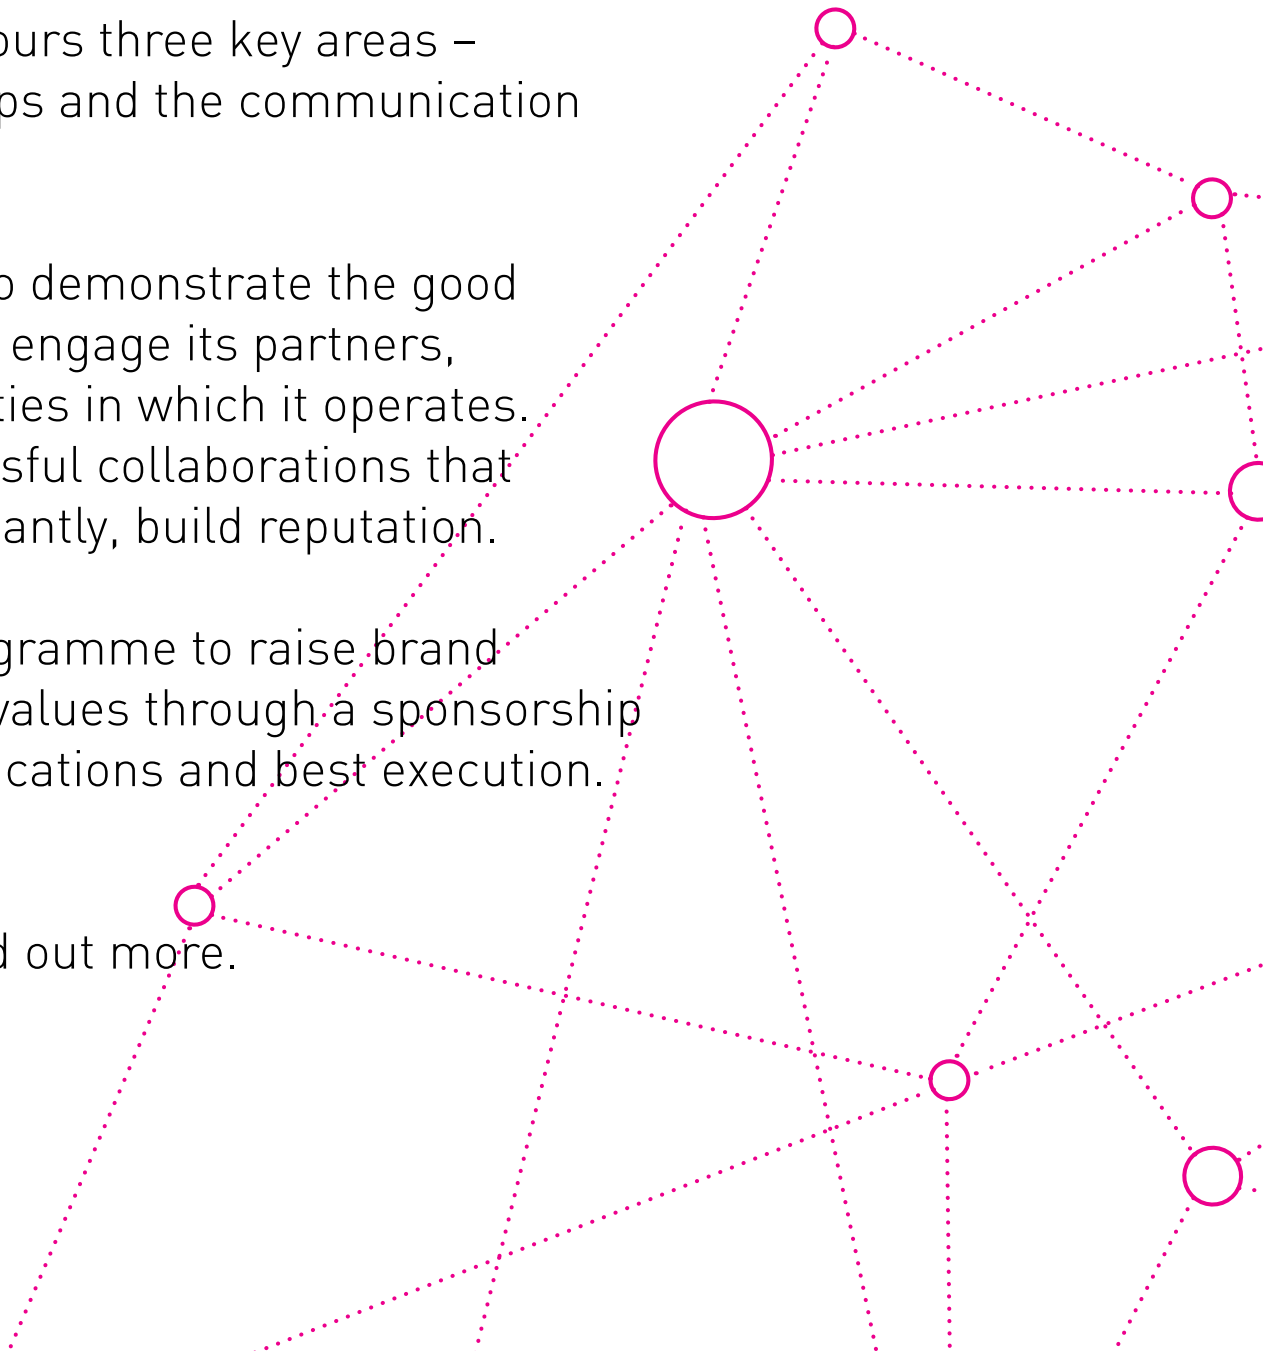 ours three key areas –
ps and the communication
o demonstrate the good
engage its partners,
ties in which it operates.
sful collaborations that
antly, build reputation.
gramme to raise brand
values through a sponsorship
cations and best execution.
d out more.